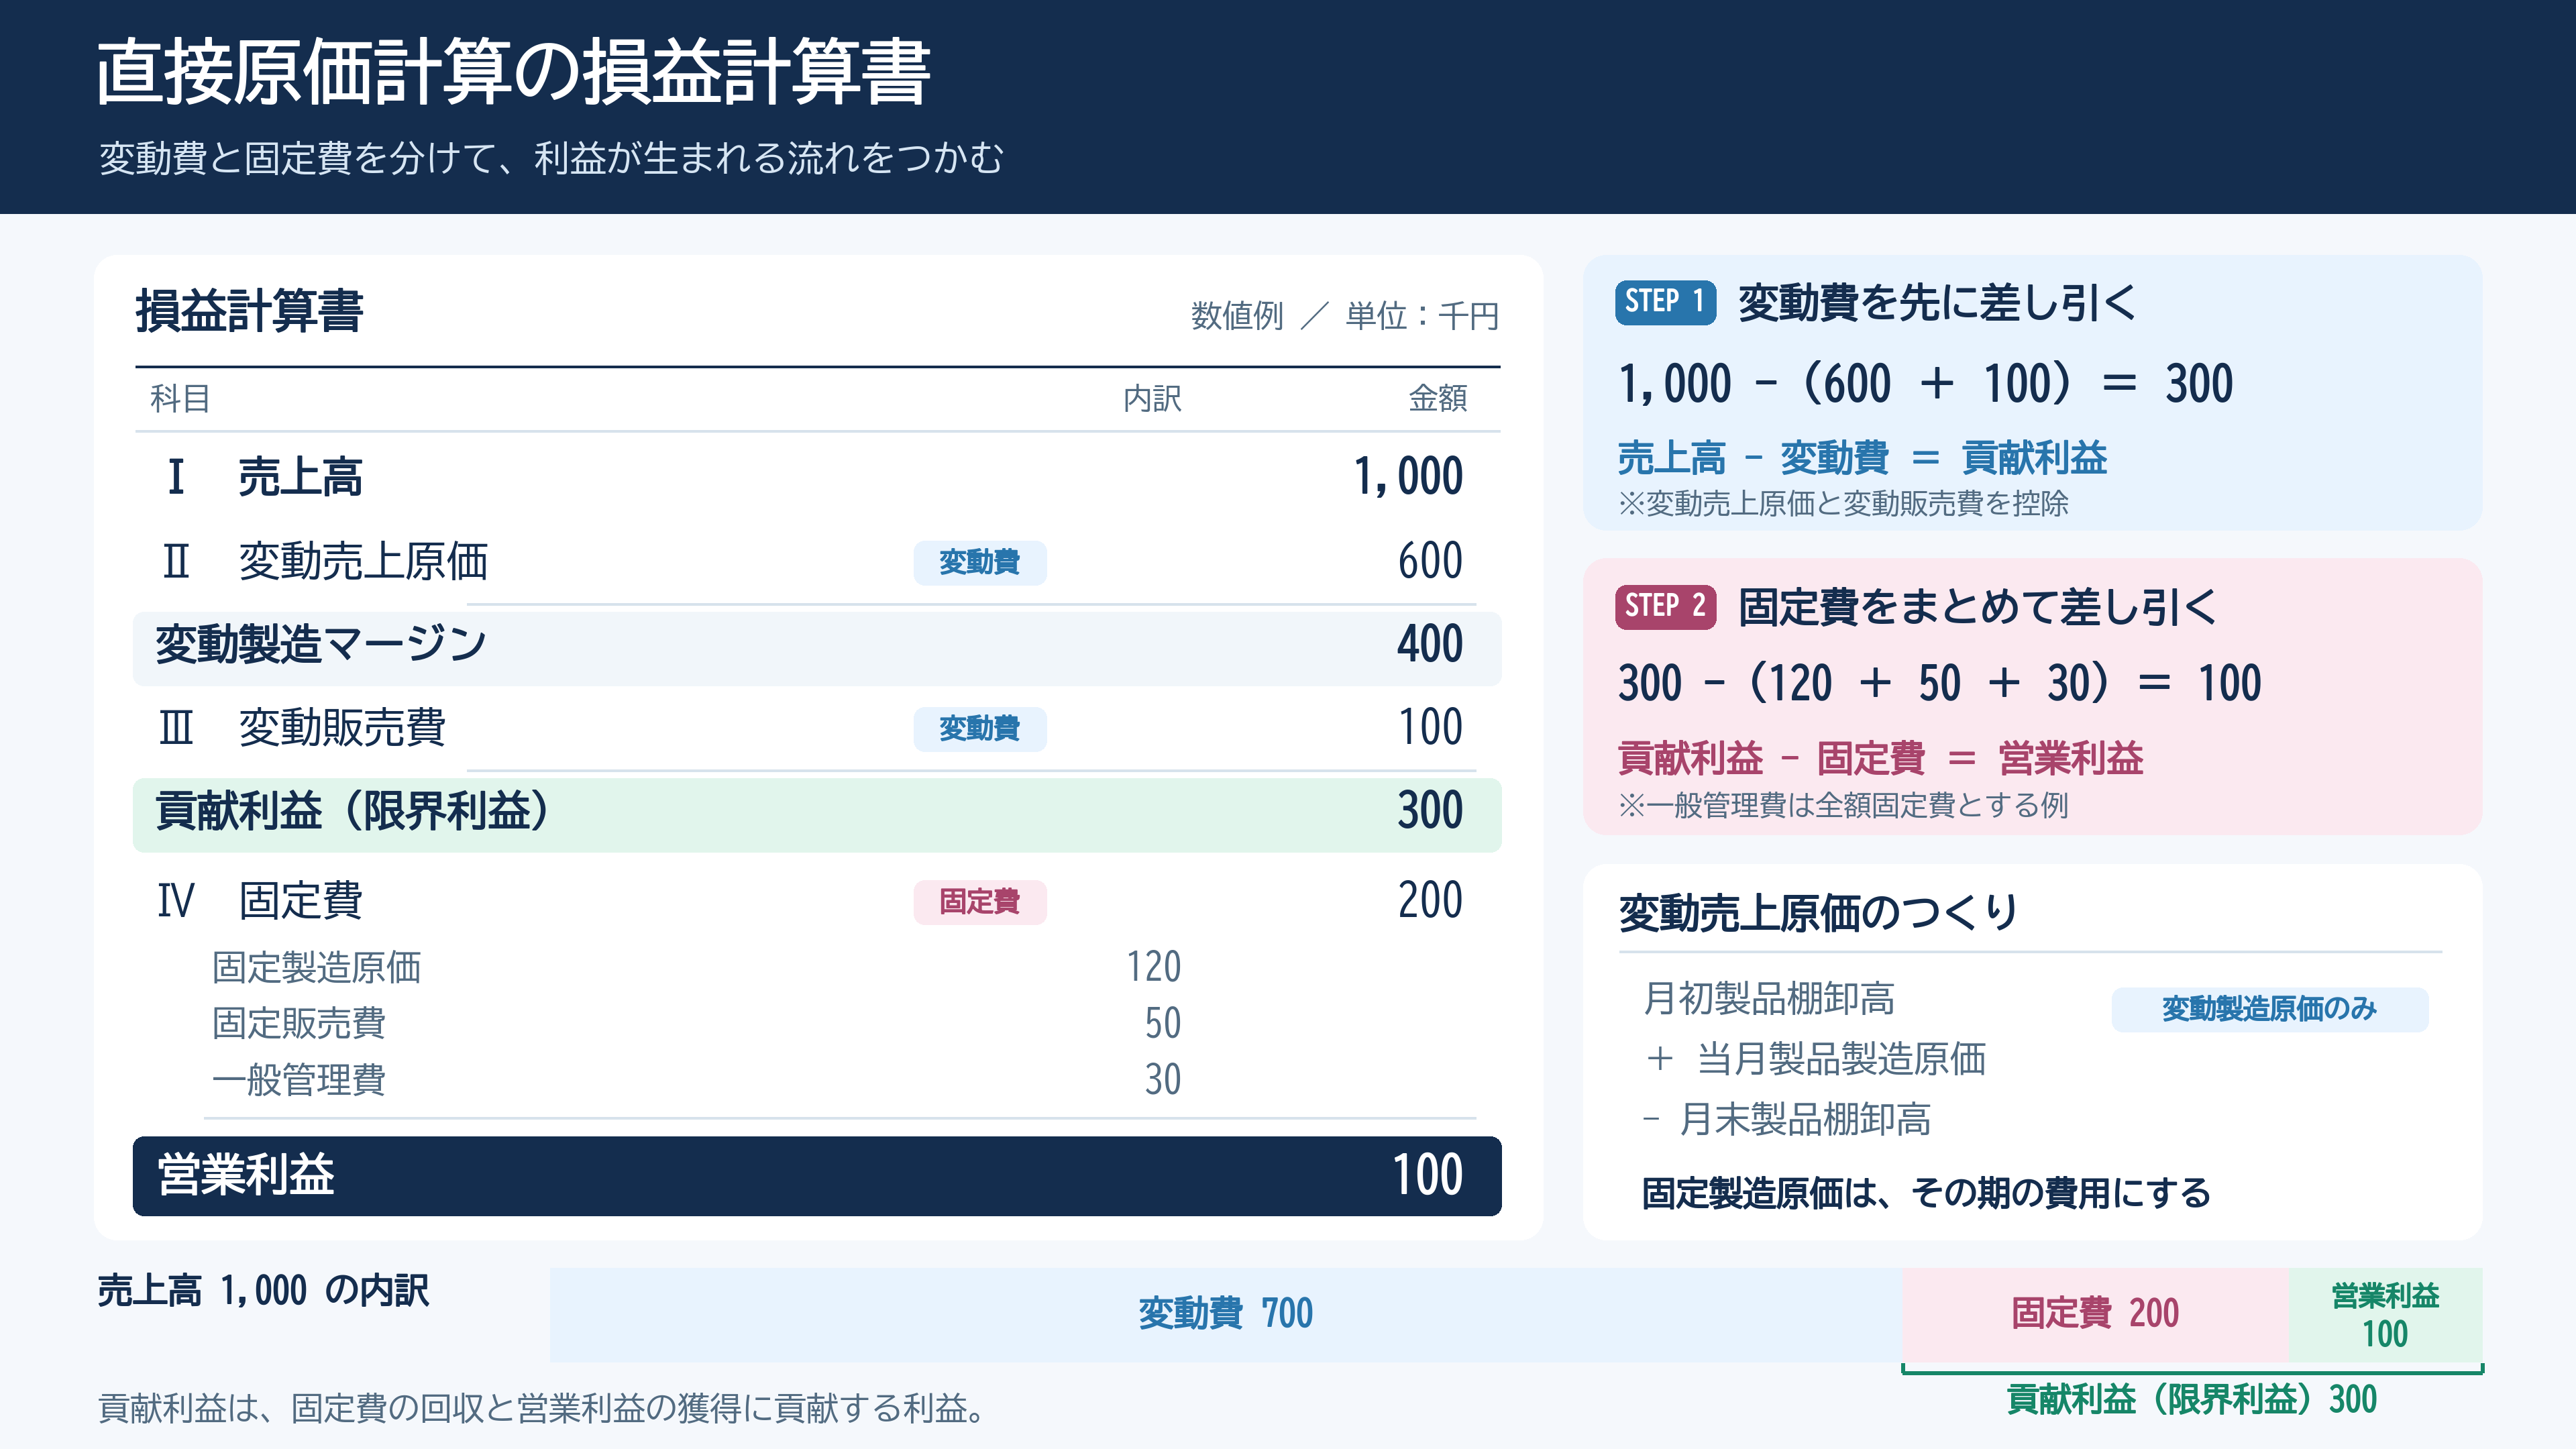 直接原価計算の損益計算書
変動費と固定費を分けて、利益が生まれる流れをつかむ
損益計算書
数値例 ／ 単位：千円
科目 内訳 金額
Ⅰ 売上高 1,000
Ⅱ 変動売上原価 変動費 600
変動製造マージン 400
Ⅲ 変動販売費 変動費 100
貢献利益（限界利益） 300
Ⅳ 固定費 固定費 200
固定製造原価 120
固定販売費 50
一般管理費 30
営業利益 100
STEP 1 変動費を先に差し引く
1,000 −（600 ＋ 100）＝ 300
売上高 − 変動費 ＝ 貢献利益
※変動売上原価と変動販売費を控除
STEP 2 固定費をまとめて差し引く
300 −（120 ＋ 50 ＋ 30）＝ 100
貢献利益 − 固定費 ＝ 営業利益
※一般管理費は全額固定費とする例
変動売上原価のつくり
月初製品棚卸高 変動製造原価のみ
＋ 当月製品製造原価
− 月末製品棚卸高
固定製造原価は、その期の費用にする
売上高 1,000 の内訳
変動費 700
固定費 200
営業利益
100
貢献利益（限界利益）300
貢献利益は、固定費の回収と営業利益の獲得に貢献する利益。